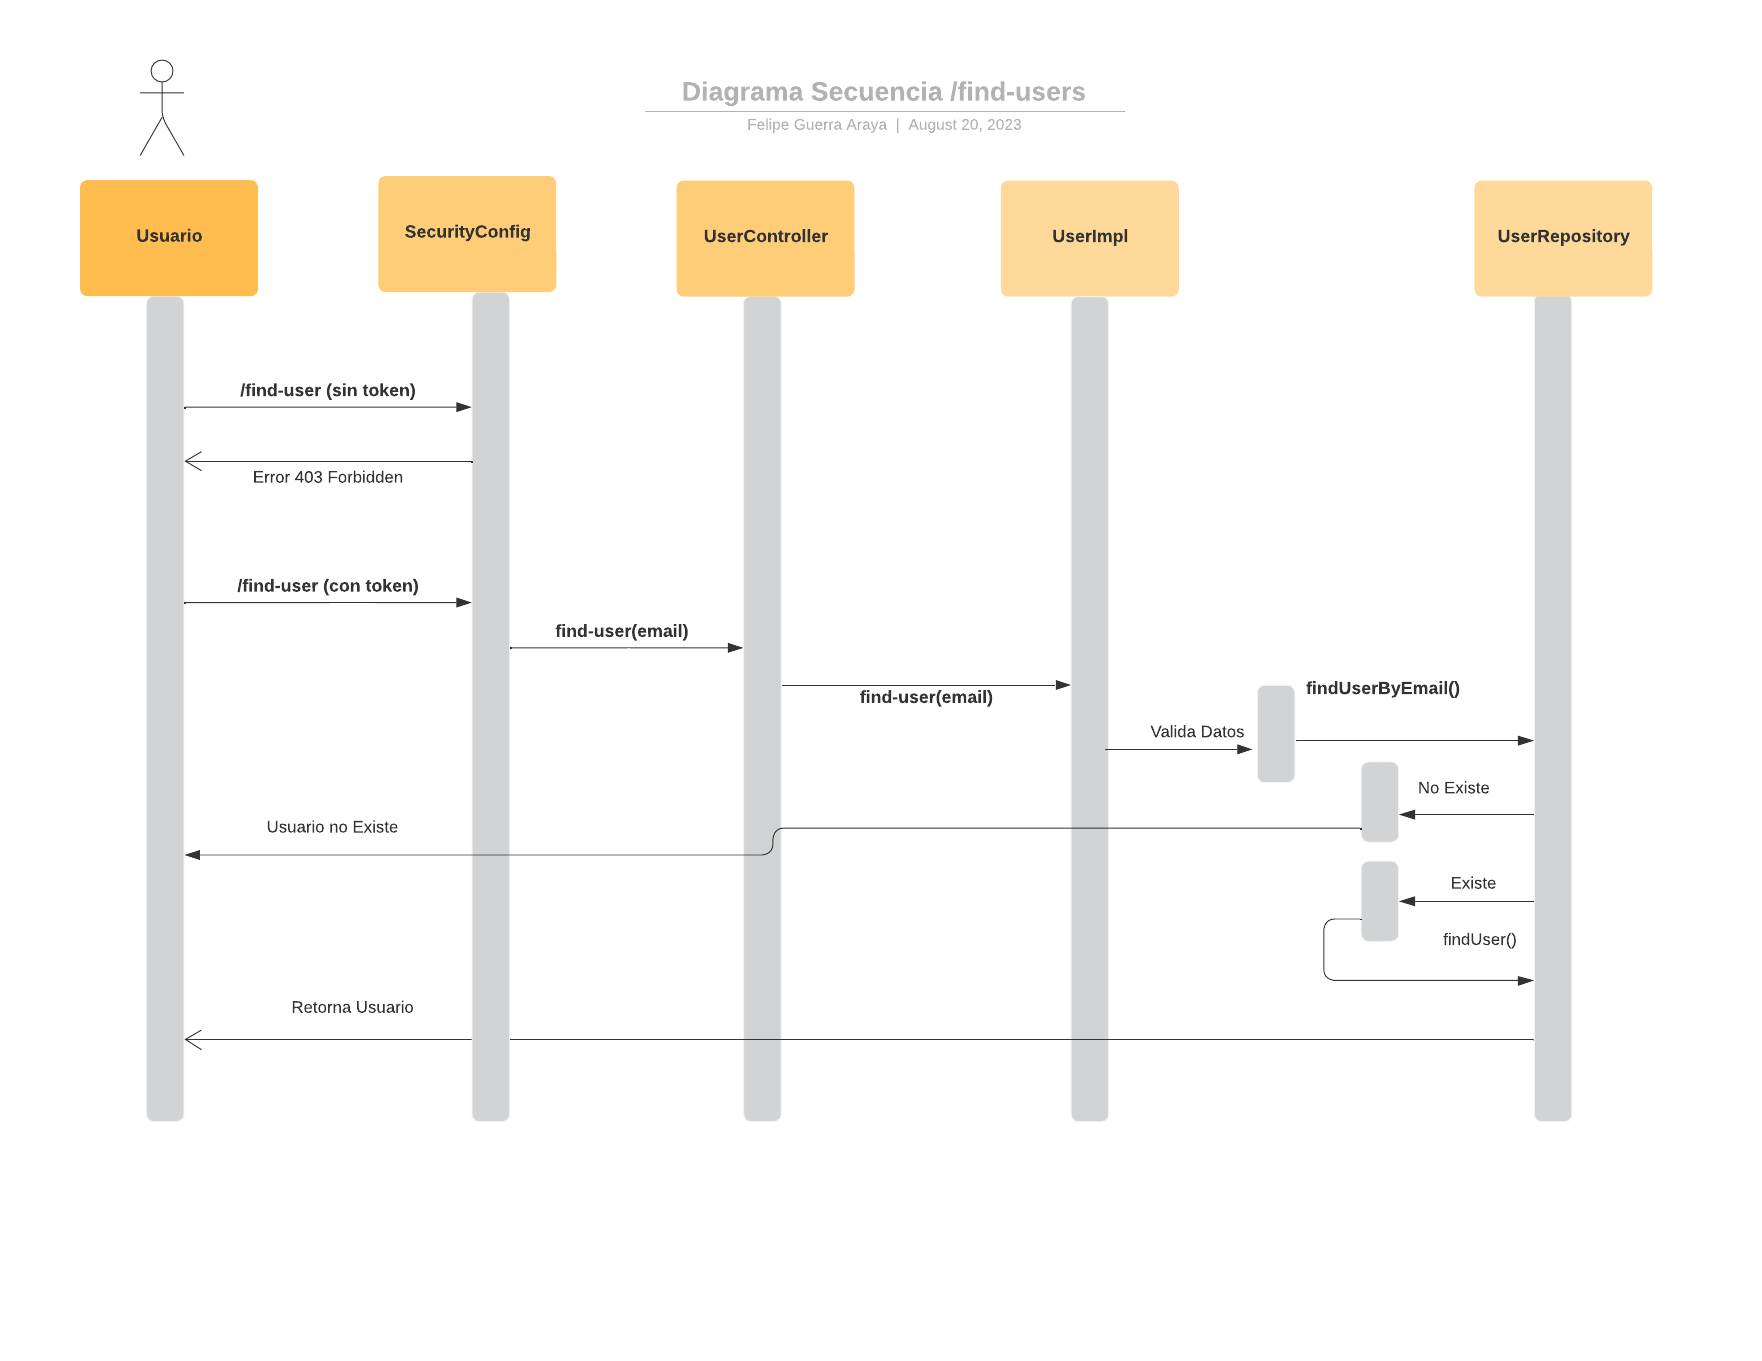 Diagrama Secuencia /find-users
Felipe Guerra Araya | August 20, 2023
Usuario
SecurityConfig
UserController
UserImpl
UserRepository
/find-user (sin token)
Error 403 Forbidden
/find-user (con token)
find-user(email)
find-user(email)
findUserByEmail()
Valida Datos
No Existe
Usuario no Existe
Existe
findUser()
Retorna Usuario